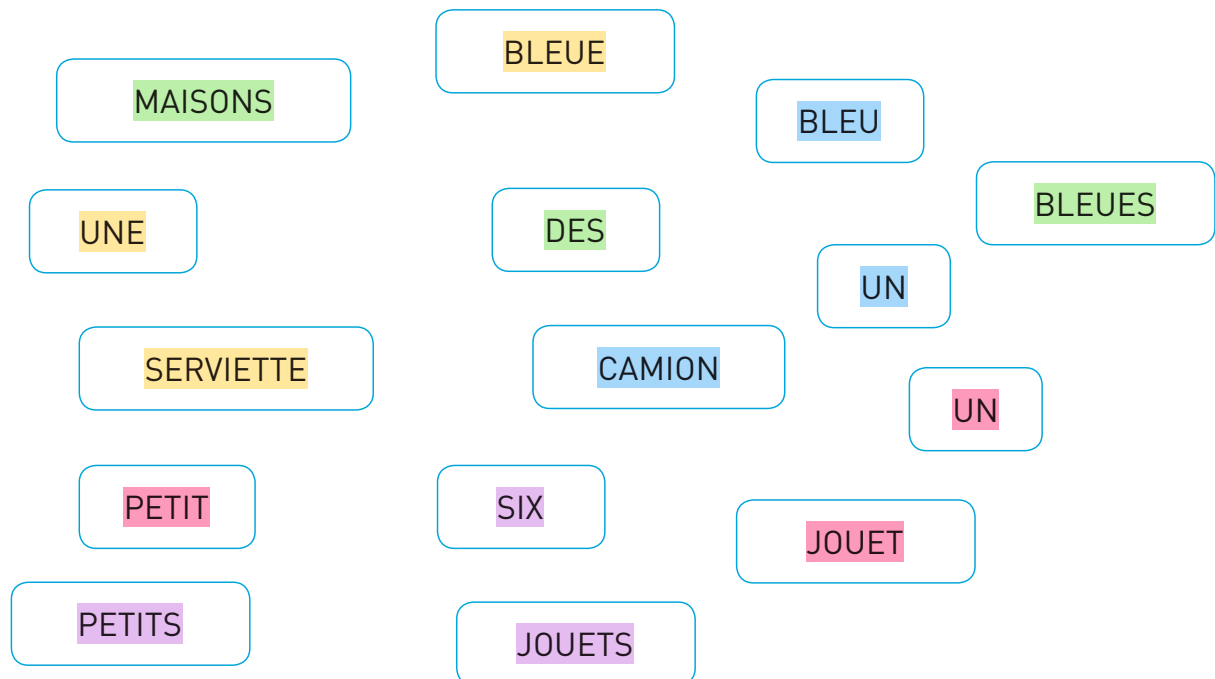 BLEUE
MAISONS
BLEU
BLEUES
UNE
DES
UN
SERVIETTE
CAMION
UN
PETIT
SIX
JOUET
PETITS
JOUETS